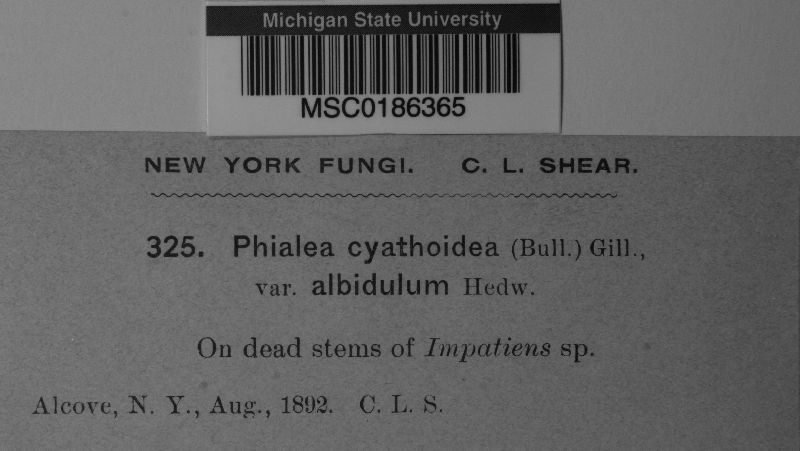 Michigan State University
MSC0186365
NEW YORK FUNGI. C. L. SHEAR.
325. Phialea cyathoidea (Bull.) Gill.,
var. albidulum Hedw.
On dead stems of Impatiens sp.
Alcove, N. Y., Aug., 1892. C. L. S.